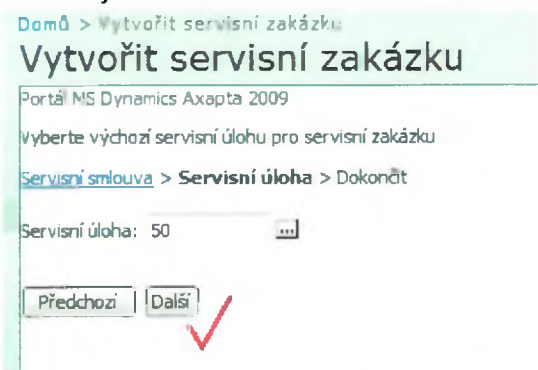 Domů > Vytvořit servisní zakázku
Vytvořit servisní zakázku
Portál MS Dynamics Axapta 2009
Vyberte výchozí servisní úlohu pro servisní zakázku
Servisní smlouva > Servisní úloha > Dokončit
Servisní úloha: 50 ...
Předchozí Další